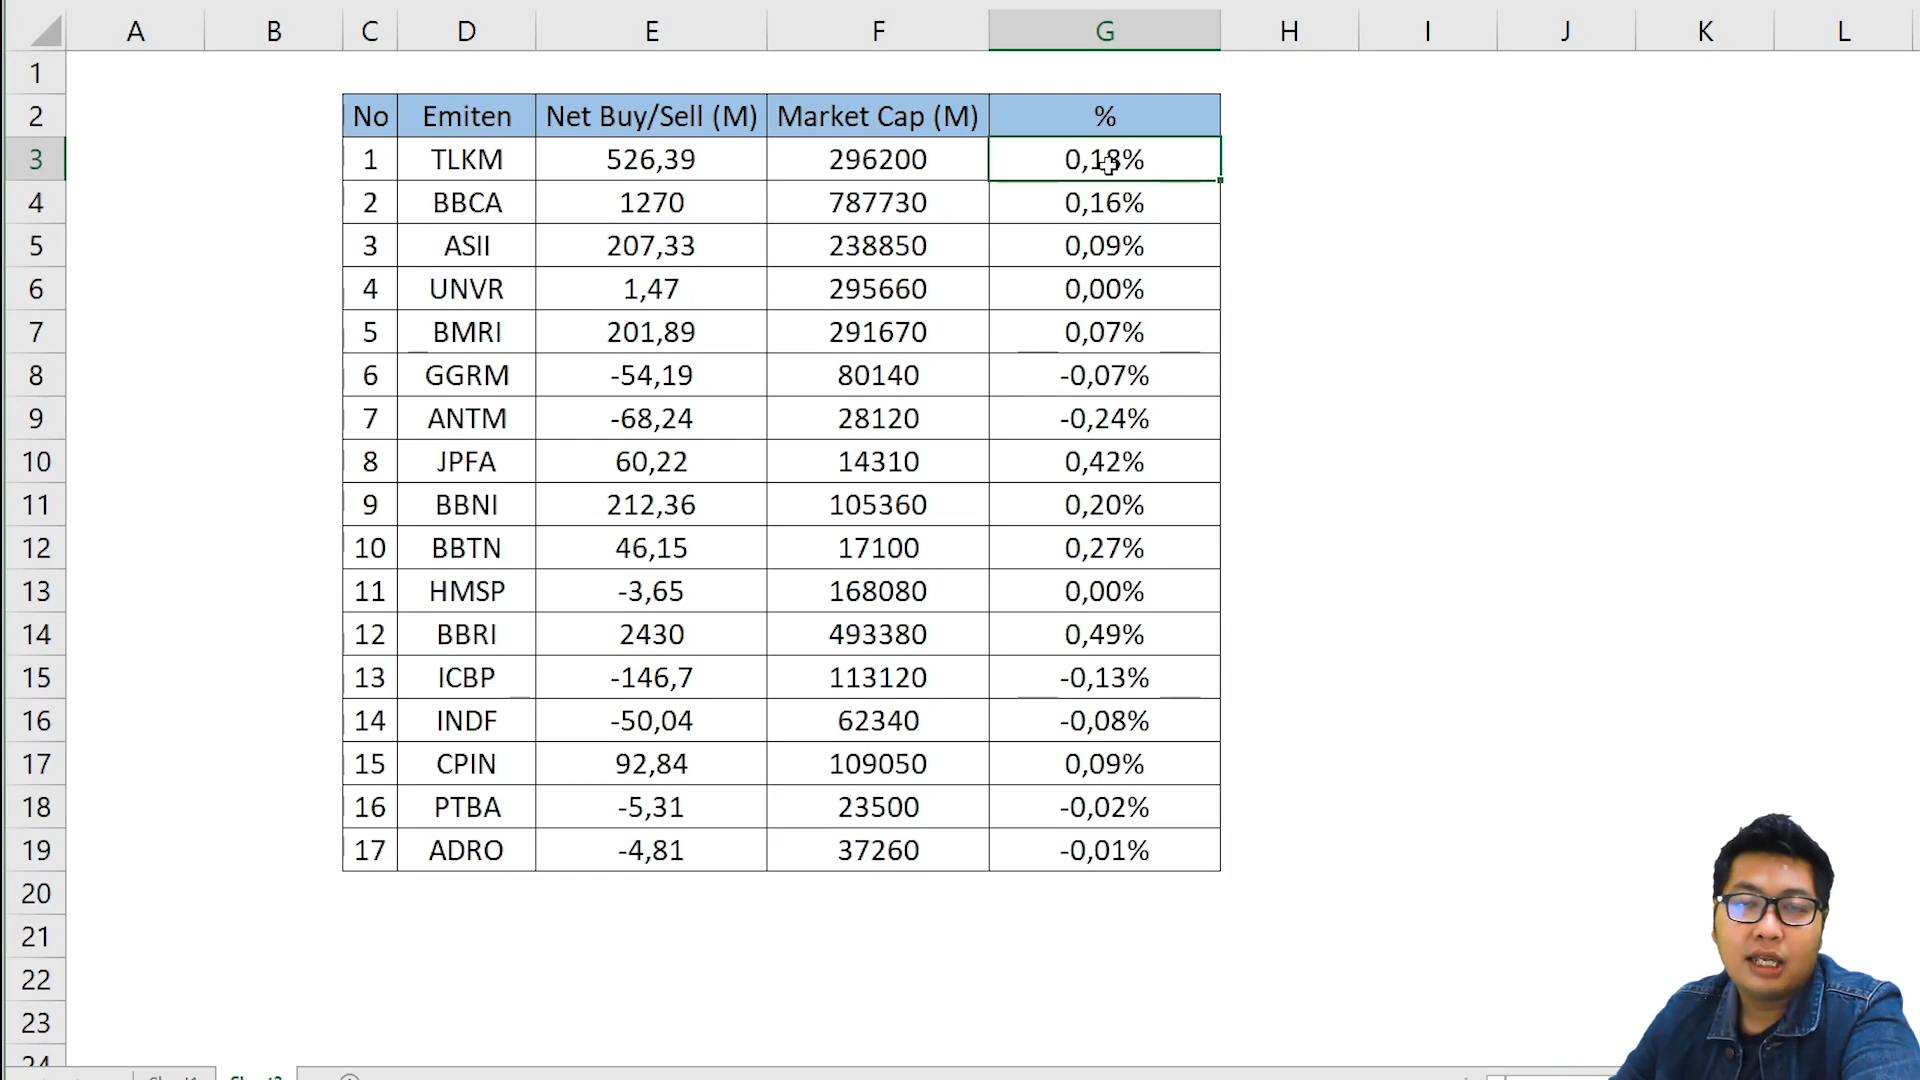 A B C D E F G H I J K L
1
2 No Emiten Net Buy/Sell (M) Market Cap (M) %
3 1 TLKM 526,39 296200 0,18%
4 2 BBCA 1270 787730 0,16%
5 3 ASII 207,33 238850 0,09%
6 4 UNVR 1,47 295660 0,00%
7 5 BMRI 201,89 291670 0,07%
8 6 GGRM -54,19 80140 -0,07%
9 7 ANTM -68,24 28120 -0,24%
10 8 JPFA 60,22 14310 0,42%
11 9 BBNI 212,36 105360 0,20%
12 10 BBTN 46,15 17100 0,27%
13 11 HMSP -3,65 168080 0,00%
14 12 BBRI 2430 493380 0,49%
15 13 ICBP -146,7 113120 -0,13%
16 14 INDF -50,04 62340 -0,08%
17 15 CPIN 92,84 109050 0,09%
18 16 PTBA -5,31 23500 -0,02%
19 17 ADRO -4,81 37260 -0,01%
20
21
22
23
24